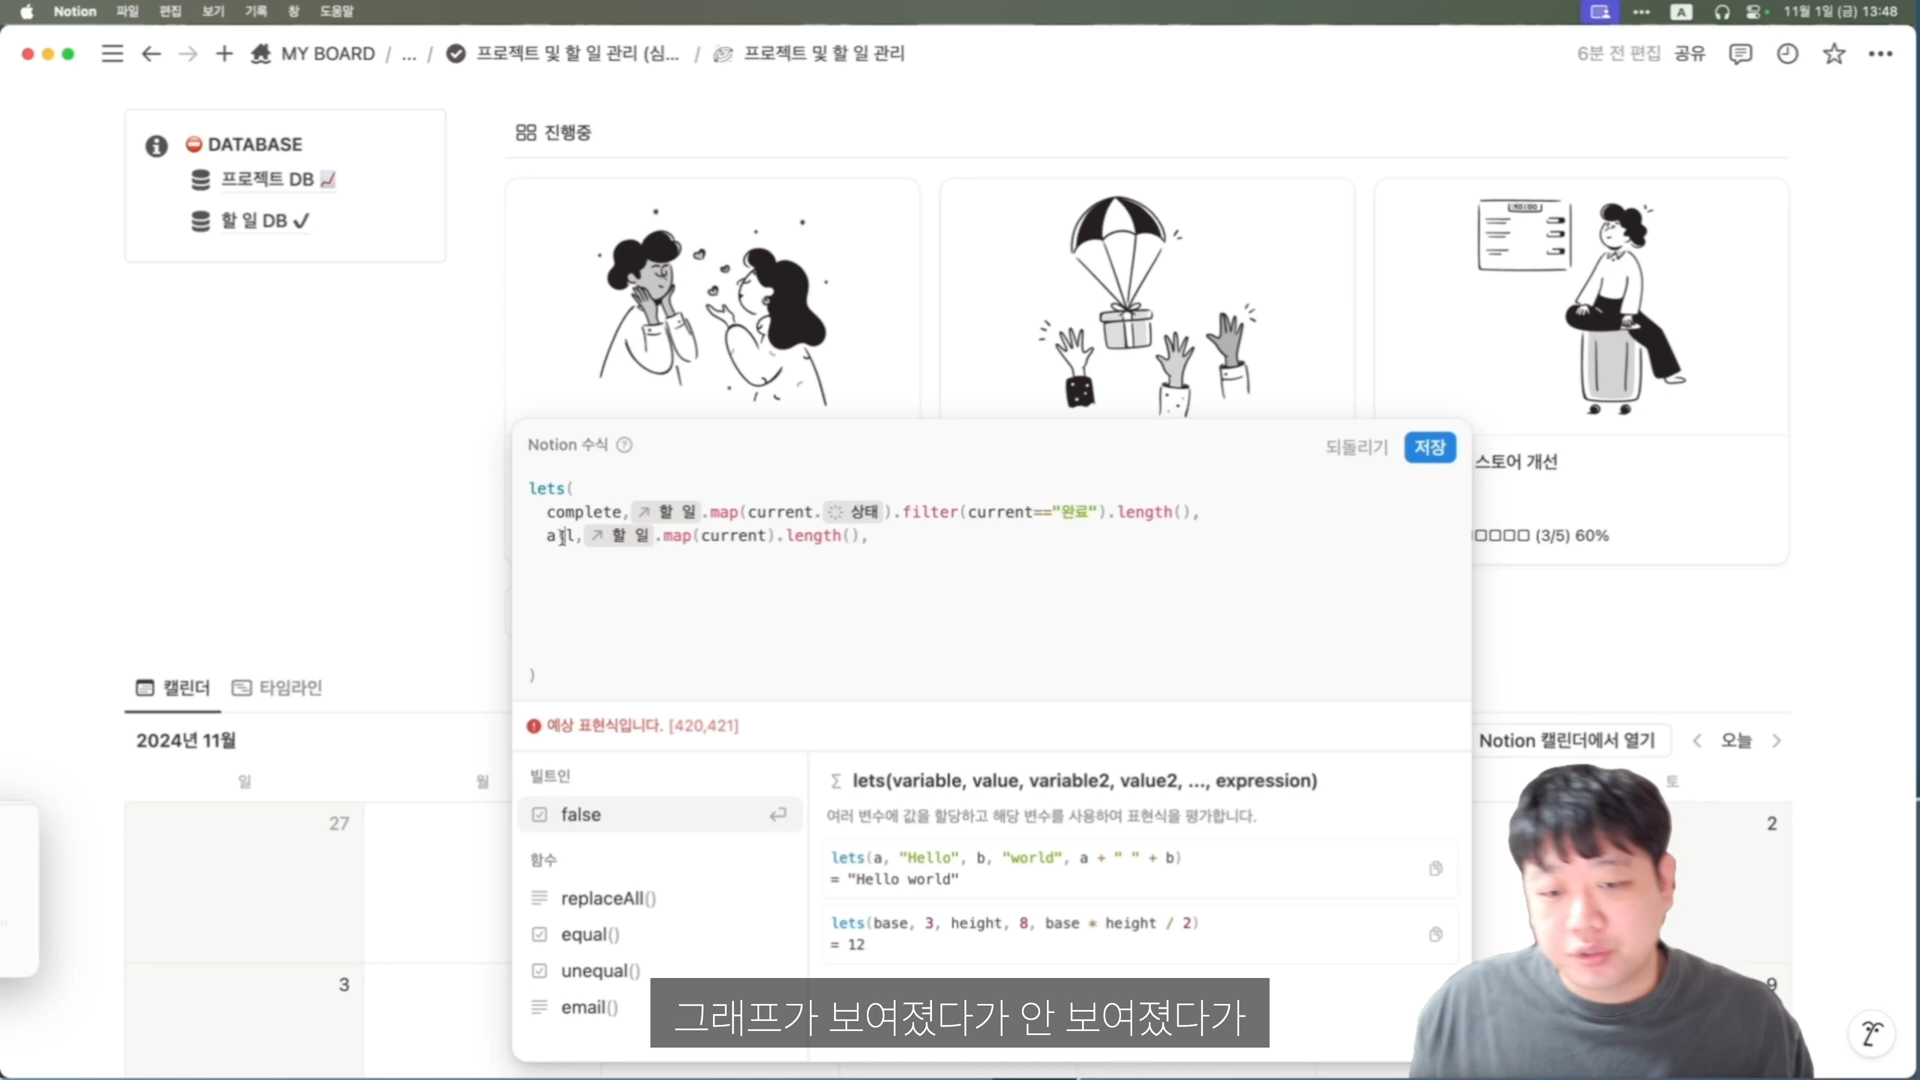 Notion 파일 편집 보기 기록 창 도움말
A 11월 1일 (금) 13:48
MY BOARD / ... / 프로젝트 및 할 일 관리 (심... / 프로젝트 및 할 일 관리
6분 전 편집 공유
DATABASE
프로젝트 DB
할 일 DB
진행중
스토어 개선
(3/5) 60%
Notion 수식
되돌리기 저장
lets(
complete, ↗ 할 일.map(current. 상태).filter(current=="완료").length(),
all, ↗ 할 일.map(current).length(),
)
예상 표현식입니다. [420,421]
빌트인
false
함수
replaceAll()
equal()
unequal()
email()
Σ lets(variable, value, variable2, value2, ..., expression)
여러 변수에 값을 할당하고 해당 변수를 사용하여 표현식을 평가합니다.
lets(a, "Hello", b, "world", a + " " + b)
= "Hello world"
lets(base, 3, height, 8, base * height / 2)
= 12
캘린더 타임라인
2024년 11월
Notion 캘린더에서 열기 < 오늘 >
일 월 토
27 2
3 9
그래프가 보여졌다가 안 보여졌다가